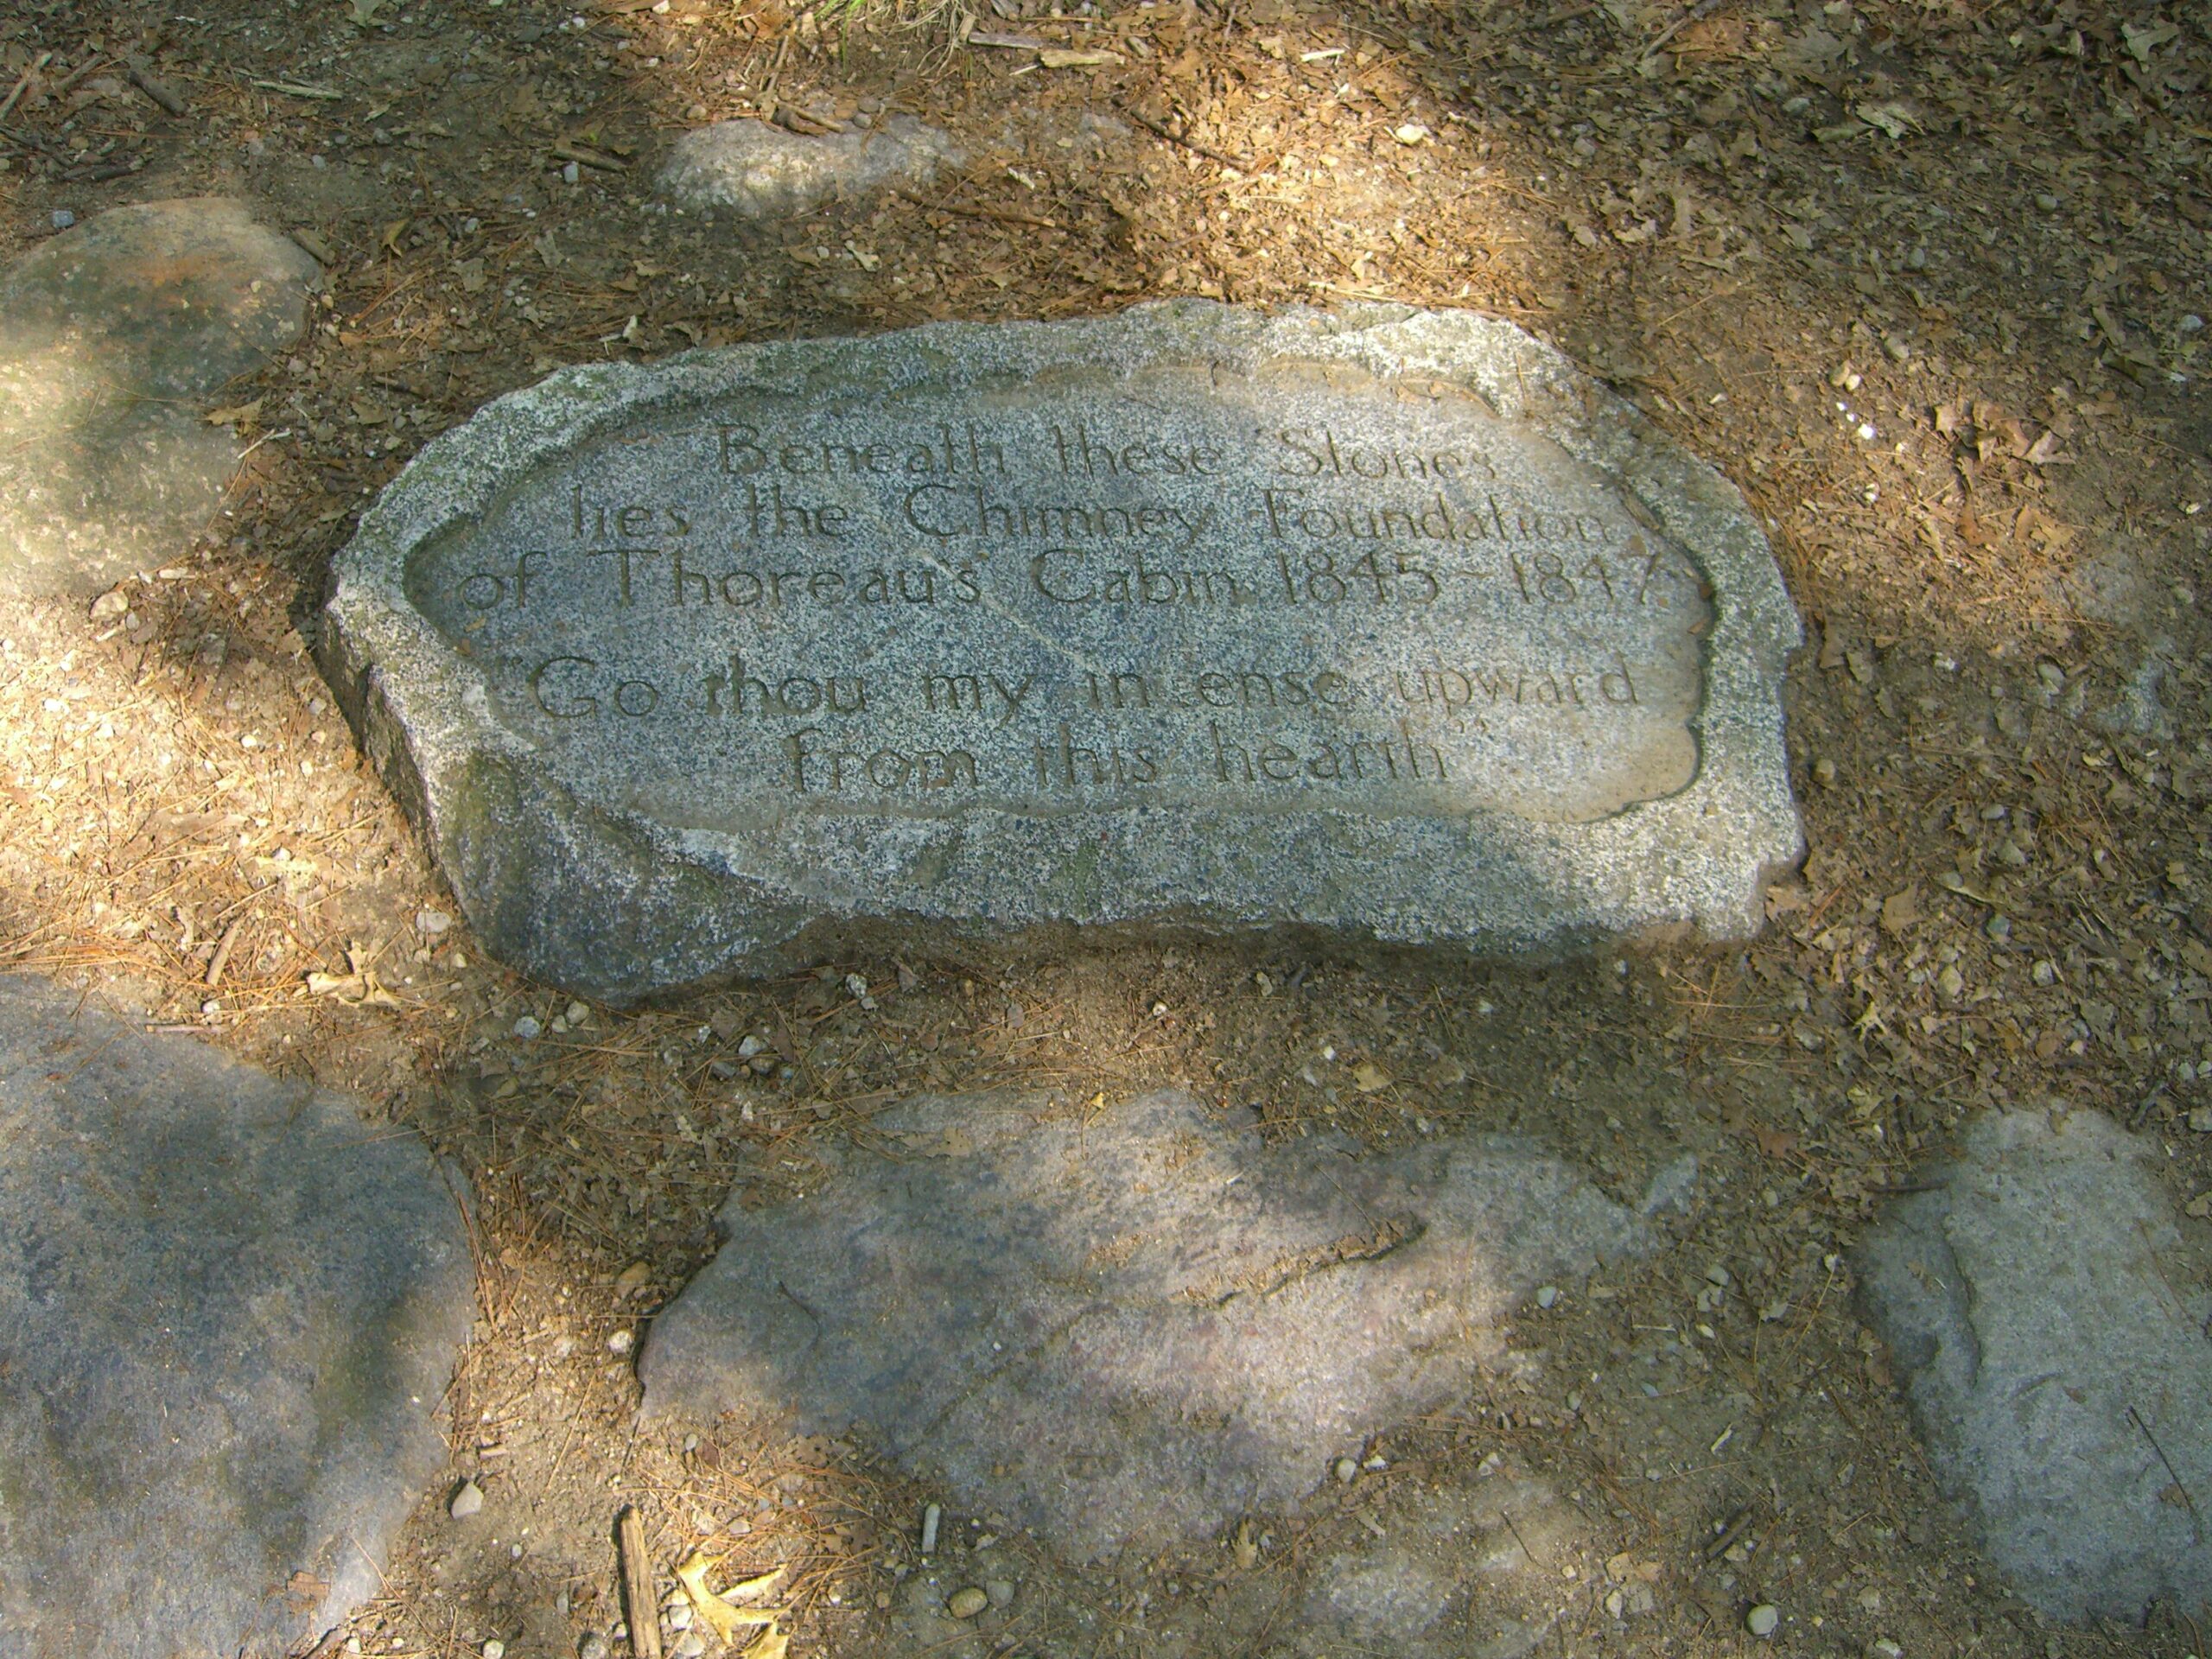 Beneath these Stones
lies the Chimney Foundation
of Thoreau's Cabin 1845-1847
"Go thou my incense upward
from this hearth"